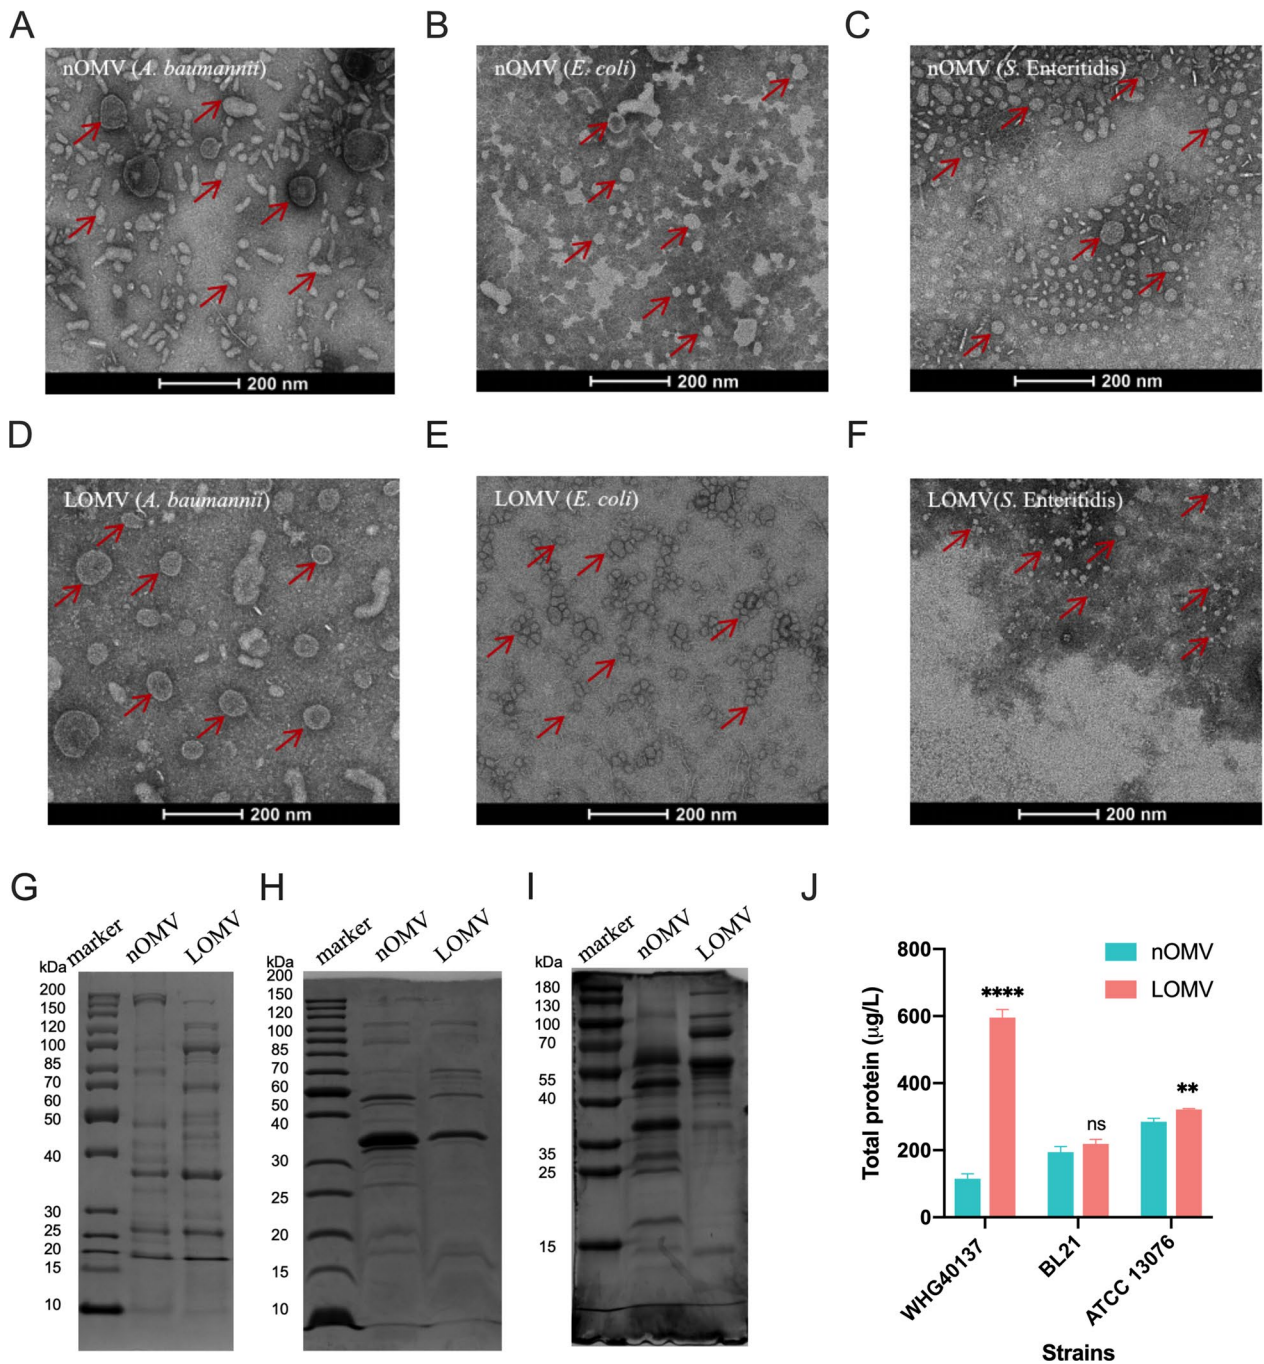 A
B
C
nOMV (A. baumannii)
nOMV (E. coli)
nOMV (S. Enteritidis)
200 nm
200 nm
200 nm
D
E
F
LOMV (A. baumannii)
LOMV (E. coli)
LOMV(S. Enteritidis)
200 nm
200 nm
200 nm
G
marker
nOMV
LOMV
kDa
200
150
120
100
85
70
60
50
40
30
25
20
15
10
H
marker
nOMV
LOMV
kDa
200
150
120
100
85
70
60
50
40
30
25
20
15
10
I
marker
nOMV
LOMV
kDa
180
130
100
70
55
40
35
25
15
J
nOMV
LOMV
Total protein (μg/L)
800
600
400
200
0
****
ns
**
WHG40137
BL21
ATCC 13076
Strains